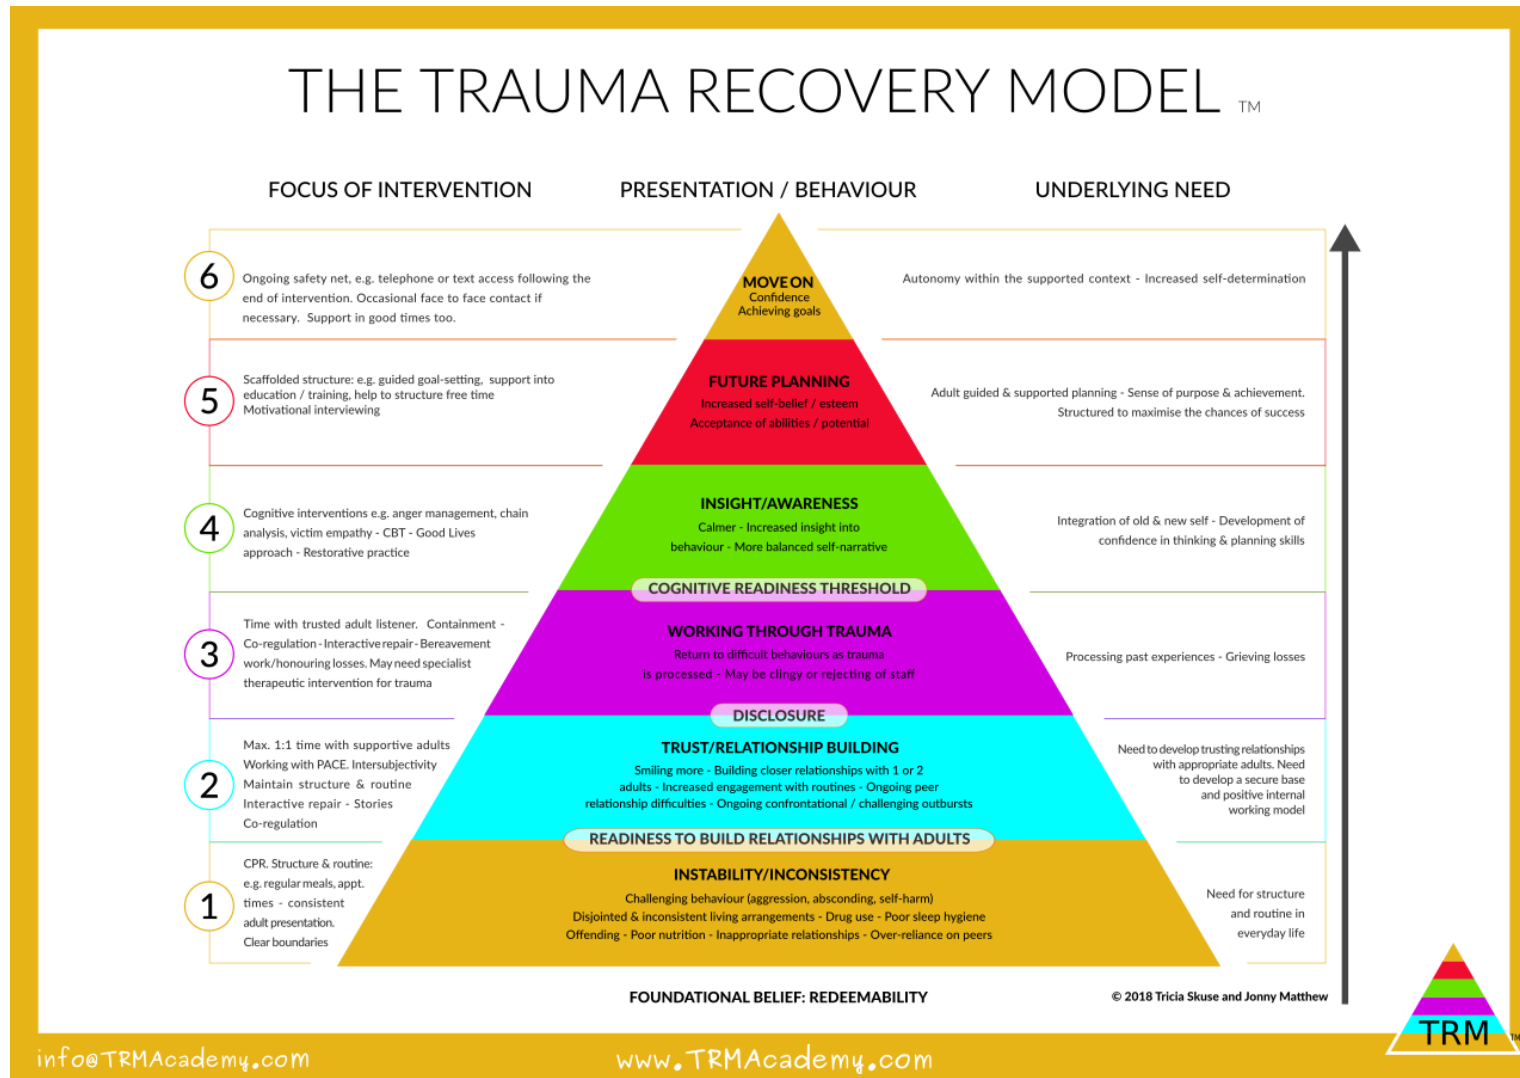 THE TRAUMA RECOVERY MODEL TM
FOCUS OF INTERVENTION
PRESENTATION / BEHAVIOUR
UNDERLYING NEED
6
Ongoing safety net, e.g. telephone or text access following the
end of intervention. Occasional face to face contact if
necessary. Support in good times too.
MOVE ON
Confidence
Achieving goals
Autonomy within the supported context - Increased self-determination
5
Scaffolded structure: e.g. guided goal-setting, support into
education / training, help to structure free time
Motivational interviewing
FUTURE PLANNING
Increased self-belief / esteem
Acceptance of abilities / potential
Adult guided & supported planning - Sense of purpose & achievement.
Structured to maximise the chances of success
4
Cognitive interventions e.g. anger management, chain
analysis, victim empathy - CBT - Good Lives
approach - Restorative practice
INSIGHT/AWARENESS
Calmer - Increased insight into
behaviour - More balanced self-narrative
Integration of old & new self - Development of
confidence in thinking & planning skills
COGNITIVE READINESS THRESHOLD
3
Time with trusted adult listener. Containment -
Co-regulation - Interactive repair - Bereavement
work/honouring losses. May need specialist
therapeutic intervention for trauma
WORKING THROUGH TRAUMA
Return to difficult behaviours as trauma
is processed - May be clingy or rejecting of staff
Processing past experiences - Grieving losses
DISCLOSURE
2
Max. 1:1 time with supportive adults
Working with PACE. Intersubjectivity
Maintain structure & routine
Interactive repair - Stories
Co-regulation
TRUST/RELATIONSHIP BUILDING
Smiling more - Building closer relationships with 1 or 2
adults - Increased engagement with routines - Ongoing peer
relationship difficulties - Ongoing confrontational / challenging outbursts
Need to develop trusting relationships
with appropriate adults. Need
to develop a secure base
and positive internal
working model
READINESS TO BUILD RELATIONSHIPS WITH ADULTS
1
CPR. Structure & routine:
e.g. regular meals, appt.
times - consistent
adult presentation.
Clear boundaries
INSTABILITY/INCONSISTENCY
Challenging behaviour (aggression, absconding, self-harm)
Disjointed & inconsistent living arrangements - Drug use - Poor sleep hygiene
Offending - Poor nutrition - Inappropriate relationships - Over-reliance on peers
Need for structure
and routine in
everyday life
FOUNDATIONAL BELIEF: REDEEMABILITY
© 2018 Tricia Skuse and Jonny Matthew
TRM TM
info@TRMAcademy.com
www.TRMAcademy.com